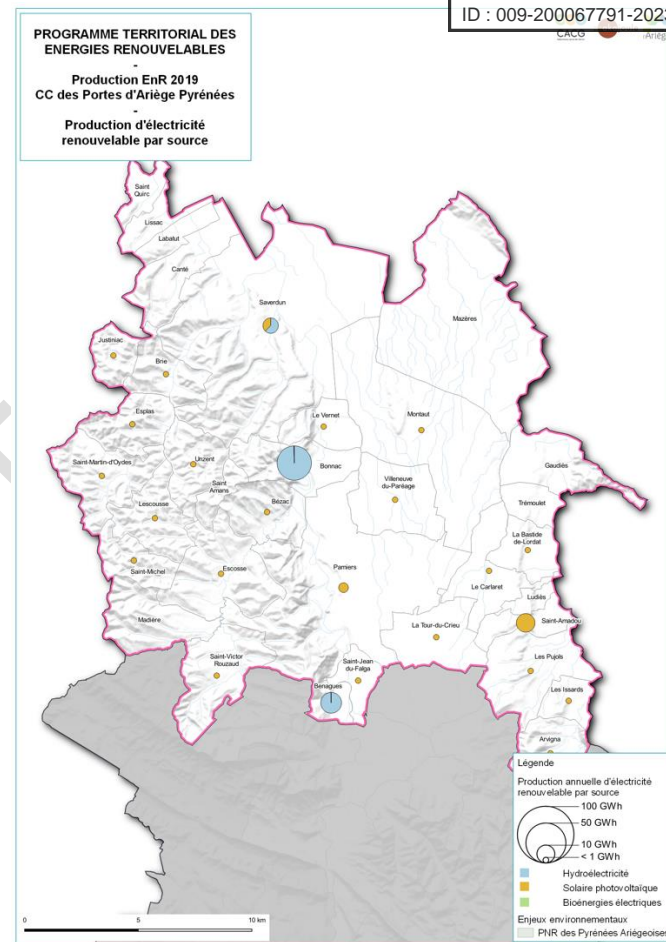 ID : 009-200067791-2023
CACG
Ariège
PROGRAMME TERRITORIAL DES
ENERGIES RENOUVELABLES
-
Production EnR 2019
CC des Portes d'Ariège Pyrénées
-
Production d'électricité
renouvelable par source
Saint
Quirc
Lissac
Labatut
Canté
Saverdun
Mazères
Justiniac
Brie
Esplas
Le Vernet
Montaut
Saint-Martin-d'Oydes
Unzent
Bonnac
Gaudiès
Saint
Amans
Villeneuve
du-Paréage
Trémoulet
Lescousse
Bézac
La Bastide
de-Lordat
Saint-Michel
Escosse
Pamiers
Le Carlaret
Ludiès
Madière
La Tour-du-Crieu
Saint-Amadou
Saint-Victor
Rouzaud
Saint-Jean
du-Falga
Les Pujols
Benagues
Les Issards
Arvigna
Légende
Production annuelle d'électricité
renouvelable par source
100 GWh
50 GWh
10 GWh
< 1 GWh
Hydroélectricité
Solaire photovoltaïque
Bioénergies électriques
Enjeux environnementaux
PNR des Pyrénées Ariégeoises
0 5 10 km